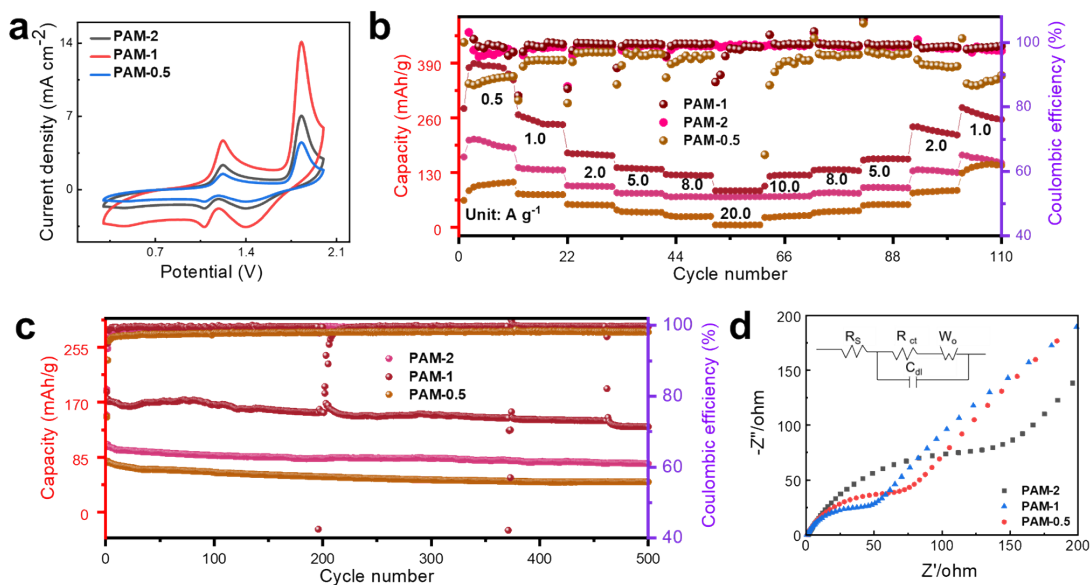 a
PAM-2
PAM-1
PAM-0.5
Current density (mA cm⁻²)
14
7
0
0.7
1.4
2.1
Potential (V)
b
Capacity (mAh/g)
390
260
130
0
0.5
1.0
2.0
5.0
8.0
20.0
10.0
8.0
5.0
2.0
1.0
PAM-1
PAM-2
PAM-0.5
Unit: A g⁻¹
100
80
60
40
Coulombic efficiency (%)
0
22
44
66
88
110
Cycle number
c
Capacity (mAh/g)
255
170
85
0
PAM-2
PAM-1
PAM-0.5
100
80
60
40
Coulombic efficiency (%)
0
100
200
300
400
500
Cycle number
d
-Z''/ohm
200
150
100
50
0
R_S
R_ct
W_o
C_dl
PAM-2
PAM-1
PAM-0.5
0
50
100
150
200
Z'/ohm